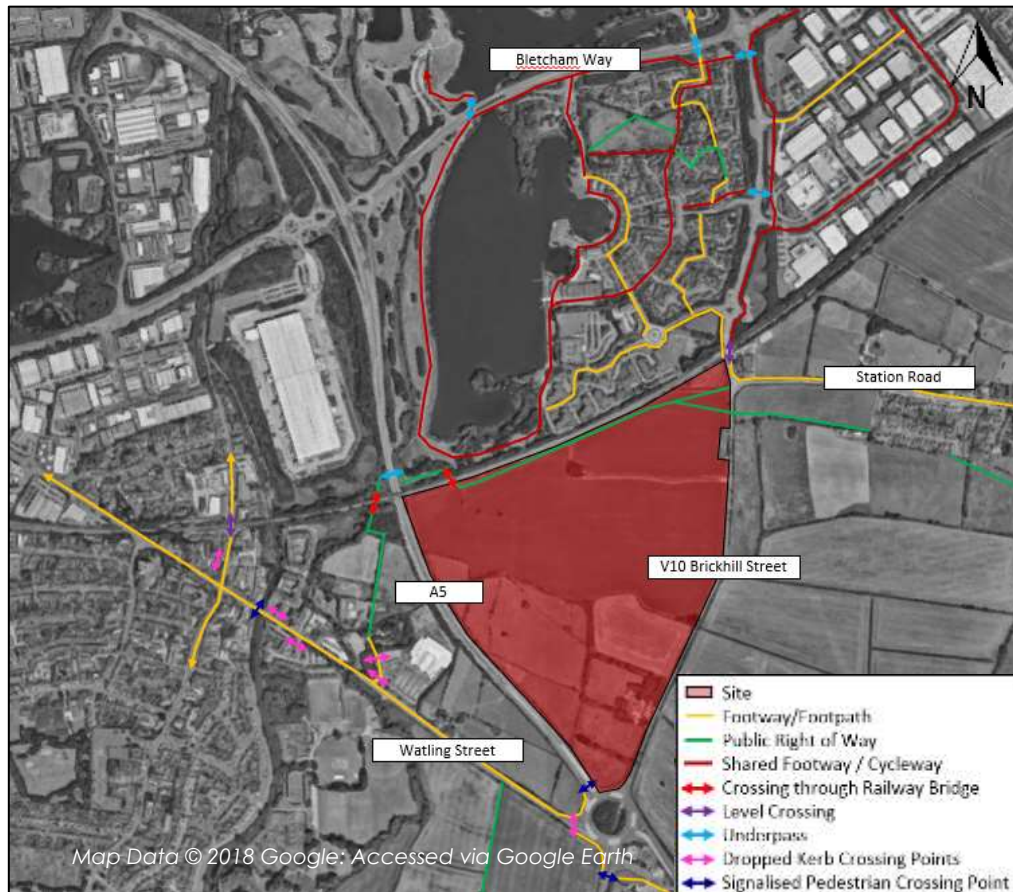 Bletcham Way
N
Station Road
V10 Brickhill Street
A5
Watling Street
Site
Footway/Footpath
Public Right of Way
Shared Footway / Cycleway
Crossing through Railway Bridge
Level Crossing
Underpass
Dropped Kerb Crossing Points
Signalised Pedestrian Crossing Point
Map Data © 2018 Google: Accessed via Google Earth